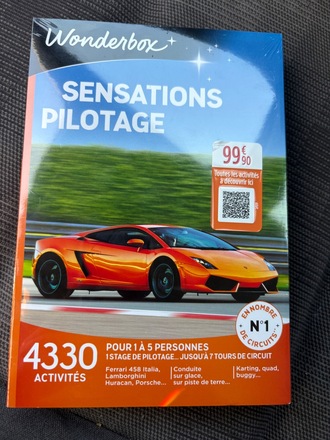 Wonderbox
SENSATIONS
PILOTAGE
99€90
Toutes les activités
à découvrir ici
EN NOMBRE
N°1
DE CIRCUITS
4330
ACTIVITÉS
POUR 1 À 5 PERSONNES
1 STAGE DE PILOTAGE... JUSQU'À 7 TOURS DE CIRCUIT
Ferrari 458 Italia,
Lamborghini
Huracan, Porsche...
Conduite
sur glace,
sur piste de terre...
Karting, quad,
buggy...